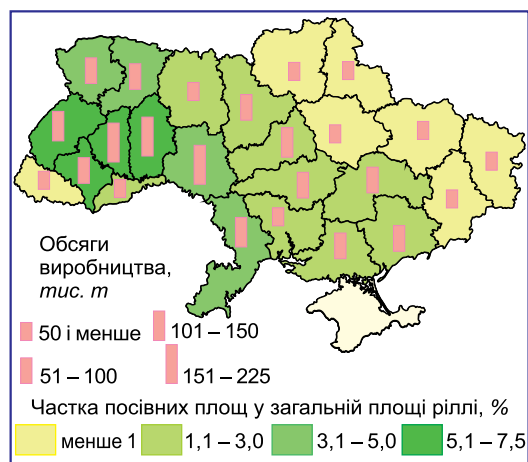 Обсяги
виробництва,
тис. т
50 і менше
101 – 150
51 – 100
151 – 225
Частка посівних площ у загальній площі ріллі, %
менше 1
1,1 – 3,0
3,1 – 5,0
5,1 – 7,5